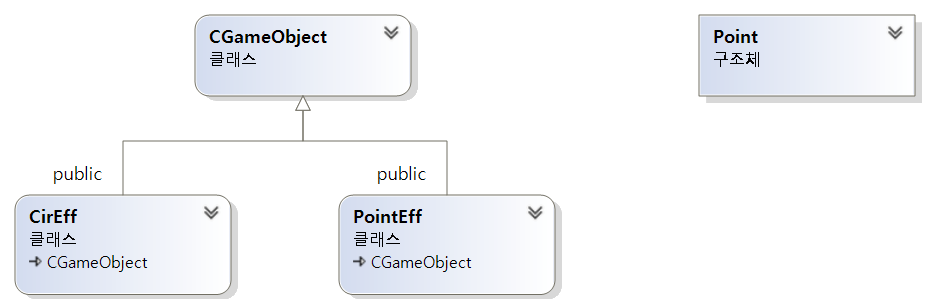 CGameObject
클래스
Point
구조체
public
public
CirEff
클래스
CGameObject
PointEff
클래스
CGameObject